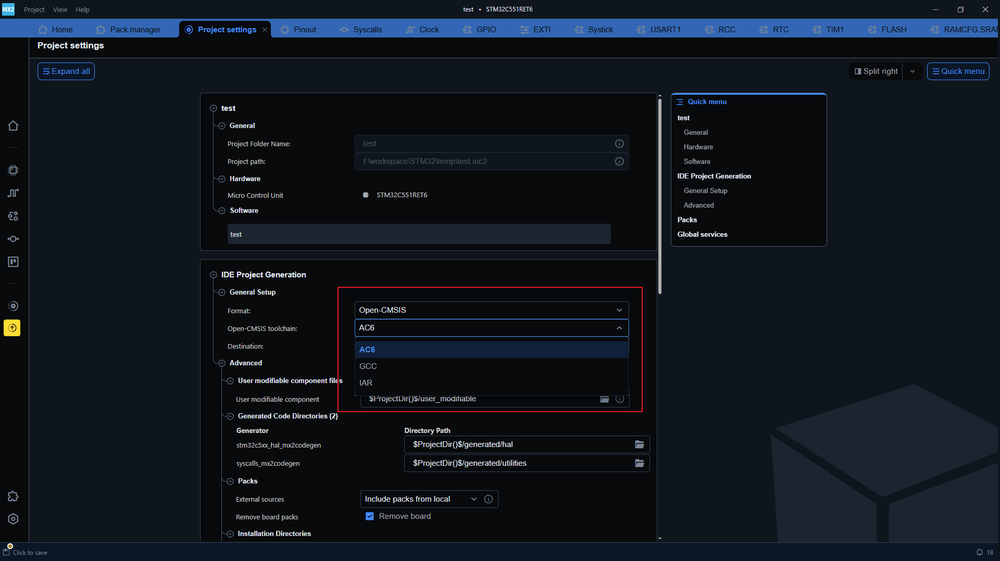 MX2 Project View Help test • STM32C551RET6
Home Pack manager Project settings Pinout Syscalls Clock GPIO EXTI Systick USART1 RCC RTC TIM1 FLASH RAMCFG.SRA
Project settings
Expand all Split right Quick menu
test
General
Project Folder Name: test
Project path: f:\workspace\STM32\temp\test.ioc2
Hardware
Micro Control Unit STM32C551RET6
Software
test
Quick menu
test
General
Hardware
Software
IDE Project Generation
General Setup
Advanced
Packs
Global services
IDE Project Generation
General Setup
Format: Open-CMSIS
Open-CMSIS toolchain: AC6
Destination:
AC6
GCC
IAR
Advanced
User modifiable component files
User modifiable component $ProjectDir()$/user_modifiable
Generated Code Directories (2)
Generator Directory Path
stm32c5xx_hal_mx2codegen $ProjectDir()$/generated/hal
syscalls_mx2codegen $ProjectDir()$/generated/utilities
Packs
External sources Include packs from local
Remove board packs Remove board
Installation Directories
Click to save 18